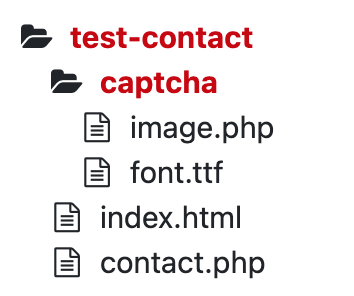 test-contact
captcha
image.php
font.ttf
index.html
contact.php